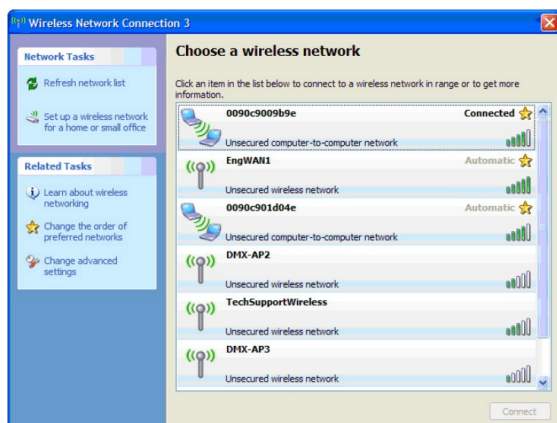 Wireless Network Connection 3
Network Tasks
Refresh network list
Set up a wireless network
for a home or small office
Related Tasks
Learn about wireless
networking
Change the order of
preferred networks
Change advanced
settings
Choose a wireless network
Click an item in the list below to connect to a wireless network in range or to get more
information.
0090c9009b9e Connected
Unsecured computer-to-computer network
EngWAN1 Automatic
Unsecured wireless network
0090c901d04e Automatic
Unsecured computer-to-computer network
DMX-AP2
Unsecured wireless network
TechSupportWireless
Unsecured wireless network
DMX-AP3
Unsecured wireless network
Connect